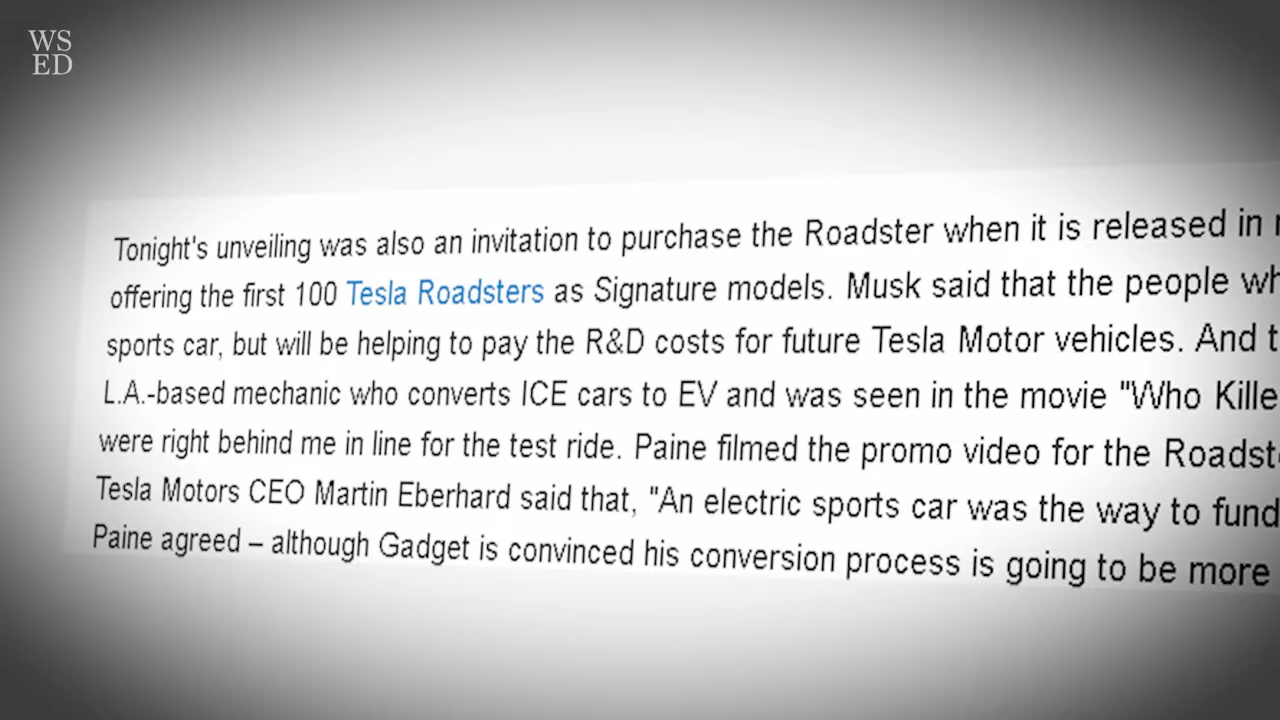 WS
ED
Tonight's unveiling was also an invitation to purchase the Roadster when it is released in
offering the first 100 Tesla Roadsters as Signature models. Musk said that the people
sports car, but will be helping to pay the R&D costs for future Tesla Motor vehicles. And
L.A.-based mechanic who converts ICE cars to EV and was seen in the movie "Who Kille
were right behind me in line for the test ride. Paine filmed the promo video for the Roadst
Tesla Motors CEO Martin Eberhard said that, "An electric sports car was the way to fund
Paine agreed – although Gadget is convinced his conversion process is going to be more